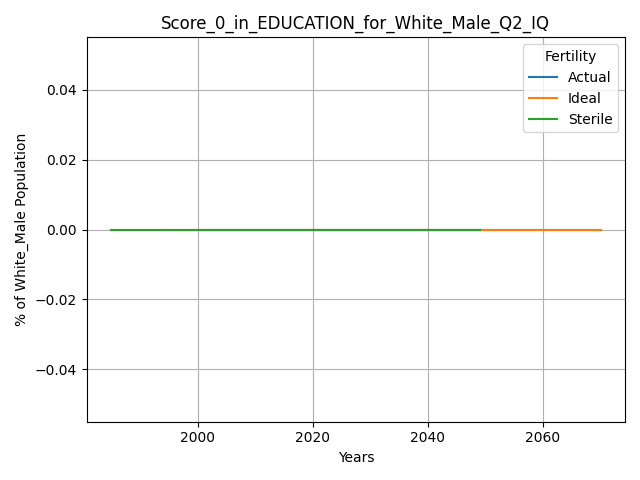 Score_0_in_EDUCATION_for_White_Male_Q2_IQ
Fertility
Actual
Ideal
Sterile
% of White_Male Population
0.04
0.02
0.00
−0.02
−0.04
2000
2020
2040
2060
Years